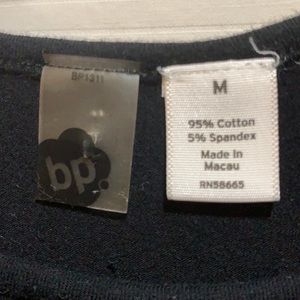 BP1311
bp.
M
95% Cotton
5% Spandex
Made In
Macau
RN58665